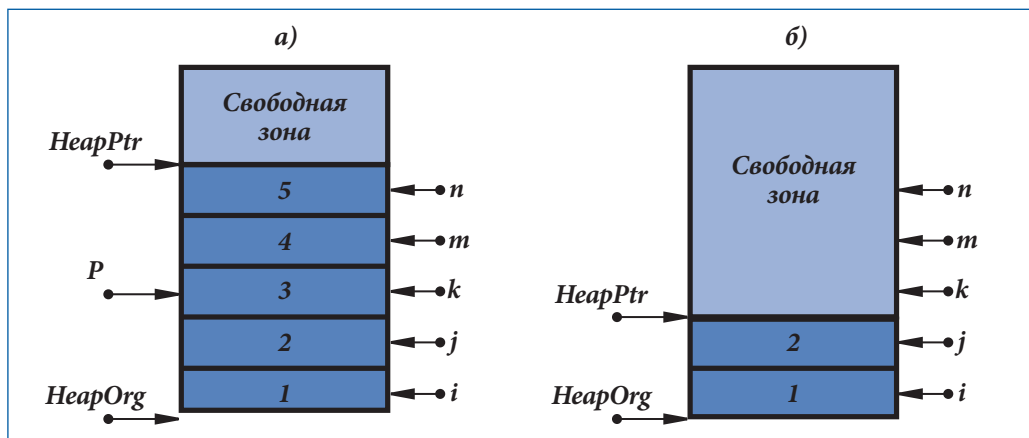 а)
Свободная
зона
HeapPtr
5
n
4
m
P
3
k
2
j
HeapOrg
1
i
б)
Свободная
зона
n
m
k
HeapPtr
2
j
HeapOrg
1
i